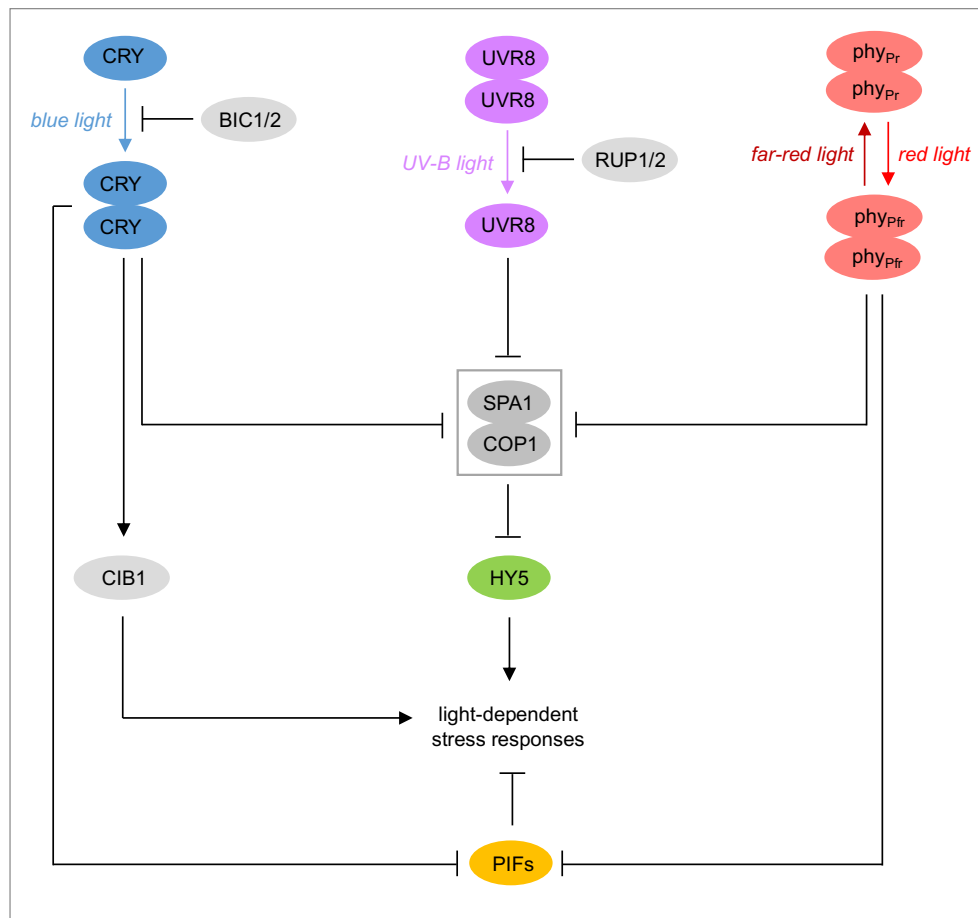 CRY
blue light
BIC1/2
CRY
CRY
UVR8
UVR8
UV-B light
RUP1/2
UVR8
phyPr
phyPr
far-red light
red light
phyPfr
phyPfr
SPA1
COP1
CIB1
HY5
light-dependent
stress responses
PIFs